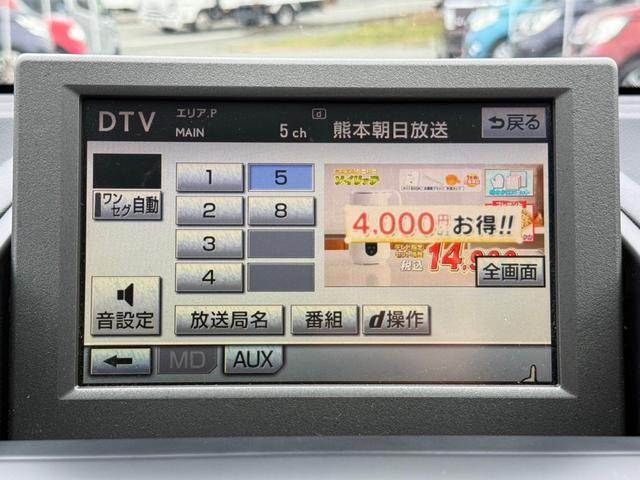 DTV エリア.P MAIN 5ch d 熊本朝日放送 戻る
1 5
ワンセグ 自動
2 8
3
4
4,000円お得!!
税込
全画面
音設定
放送局名 番組 d操作
MD AUX